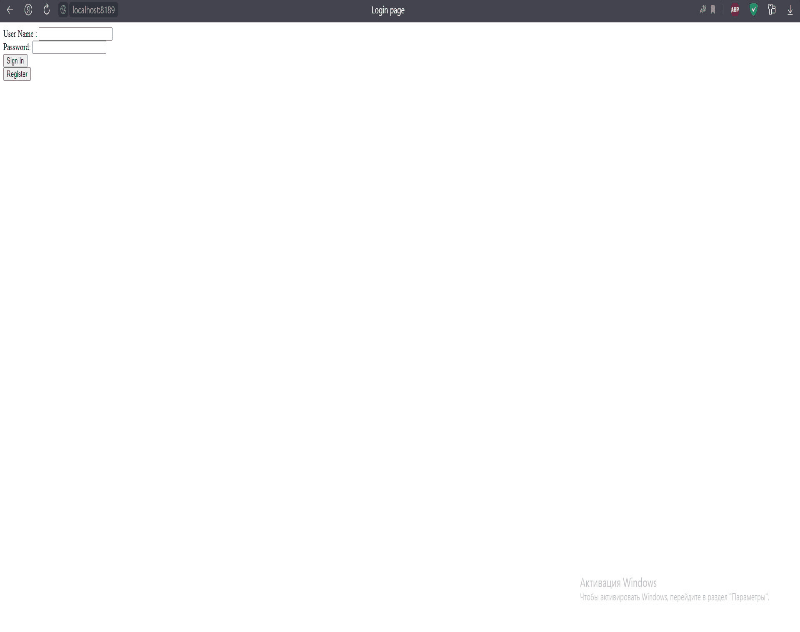 localhost:8189 Login page ABP
User Name :
Password
Sign in
Register
Активация Windows
Чтобы активировать Windows, перейдите в раздел "Параметры".